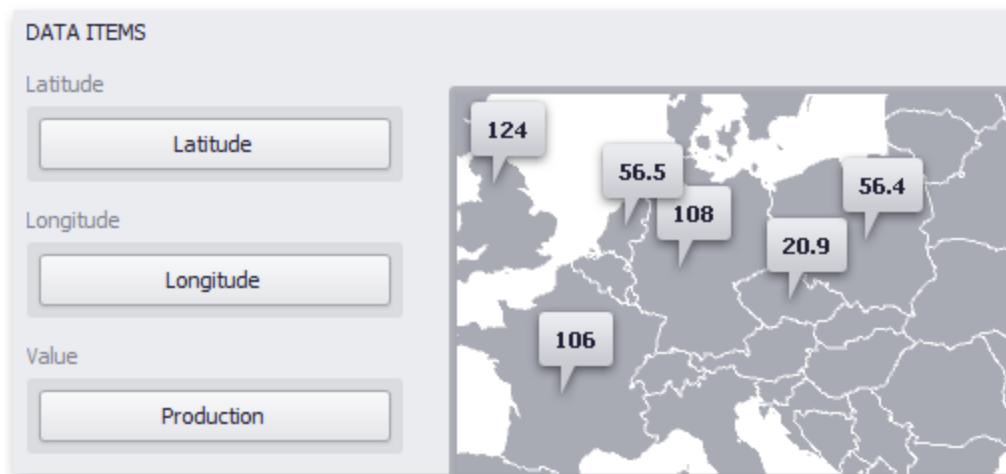 DATA ITEMS
Latitude
Latitude
Longitude
Longitude
Value
Production
124
56.5
108
56.4
20.9
106